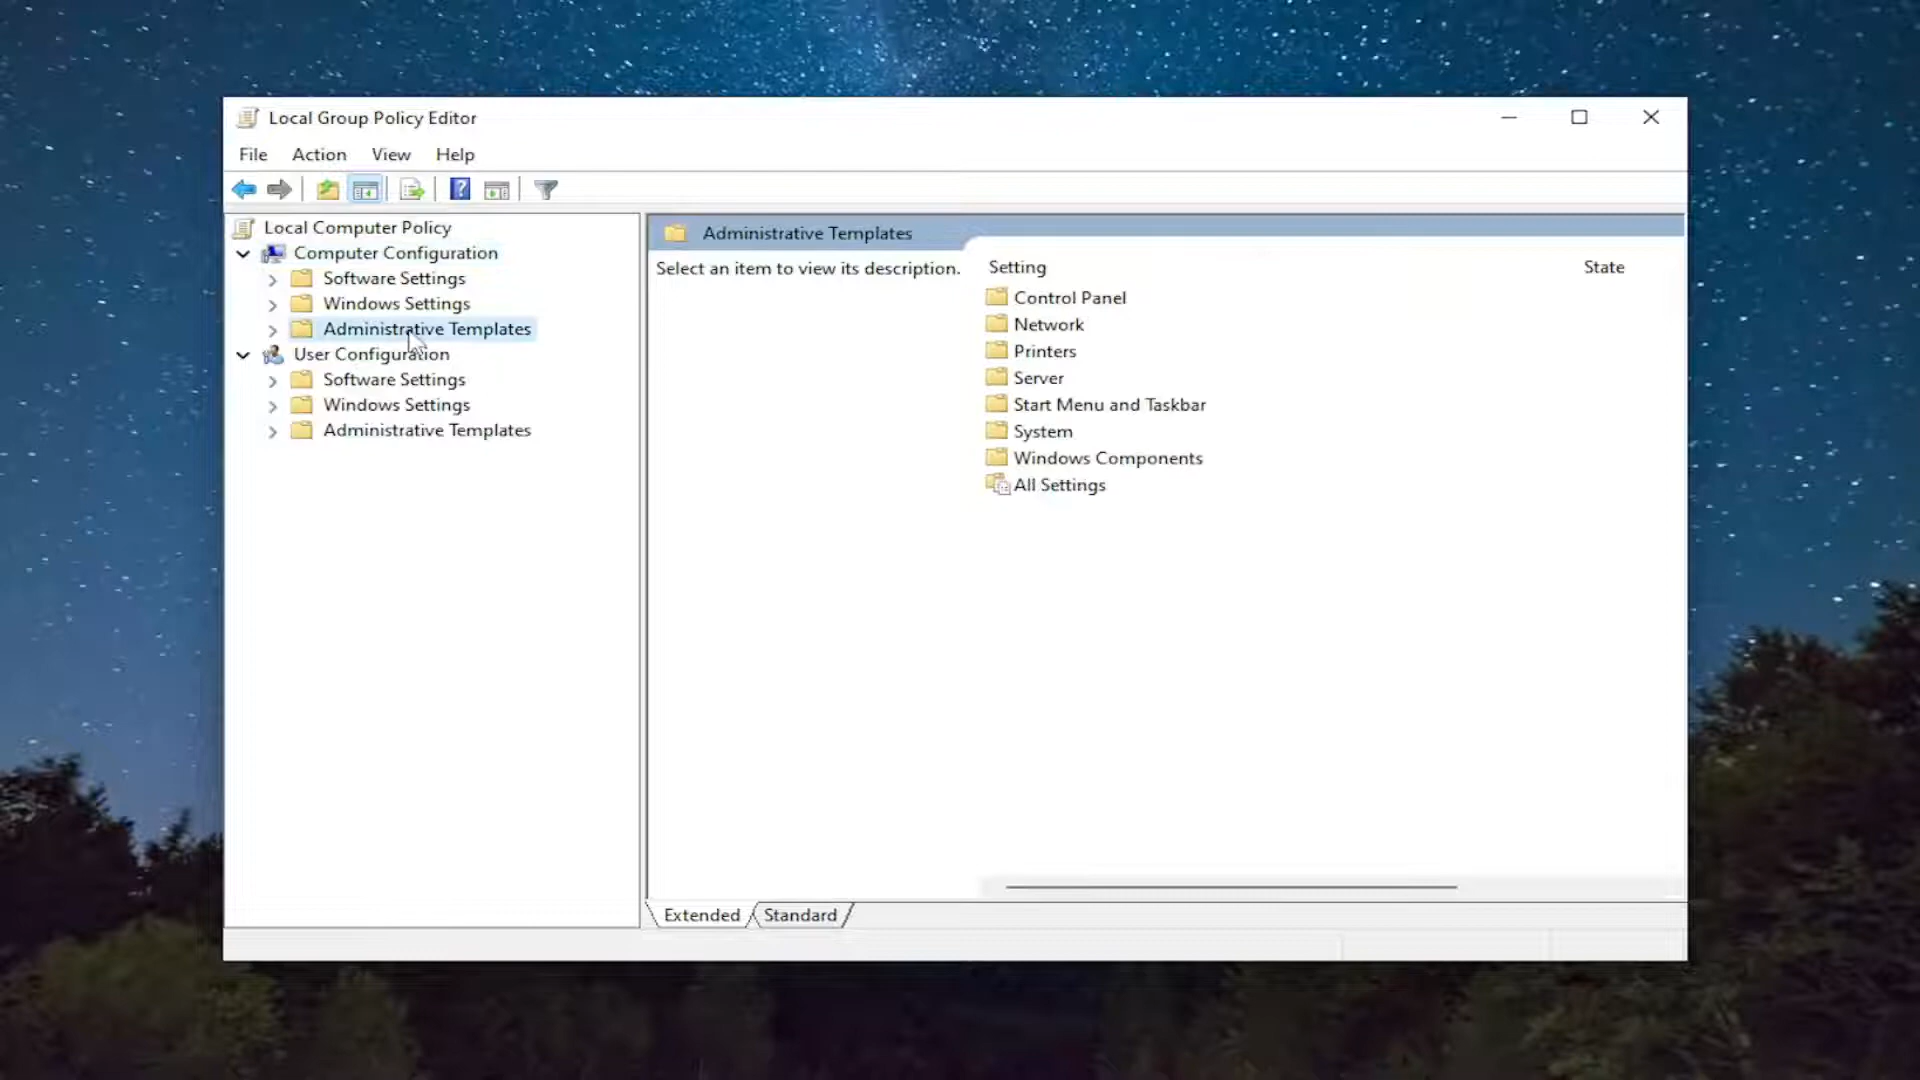 Local Group Policy Editor
File Action View Help
Local Computer Policy
Computer Configuration
Software Settings
Windows Settings
Administrative Templates
User Configuration
Software Settings
Windows Settings
Administrative Templates
Administrative Templates
Select an item to view its description.
Setting State
Control Panel
Network
Printers
Server
Start Menu and Taskbar
System
Windows Components
All Settings
Extended Standard